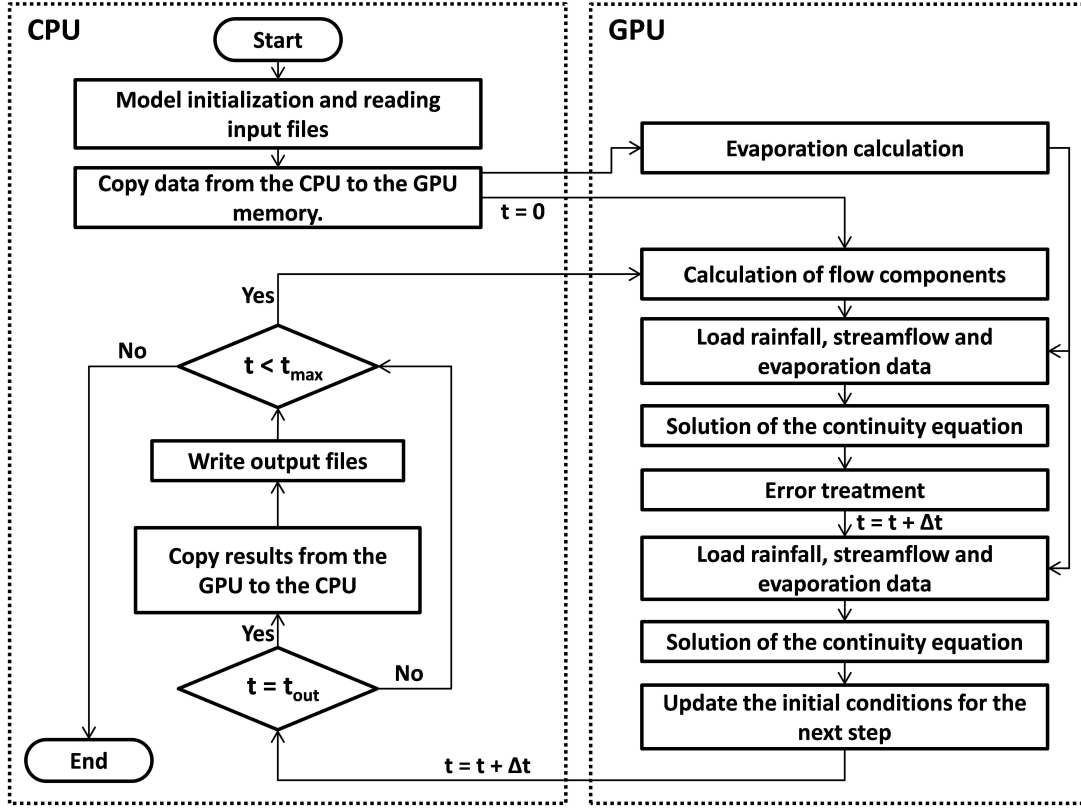 CPU
Start
Model initialization and reading
input files
Copy data from the CPU to the GPU
memory.
t = 0
Yes
No
t < tmax
Write output files
Copy results from the
GPU to the CPU
Yes
No
t = tout
End
t = t + Δt
GPU
Evaporation calculation
Calculation of flow components
Load rainfall, streamflow and
evaporation data
Solution of the continuity equation
Error treatment
t = t + Δt
Load rainfall, streamflow and
evaporation data
Solution of the continuity equation
Update the initial conditions for the
next step